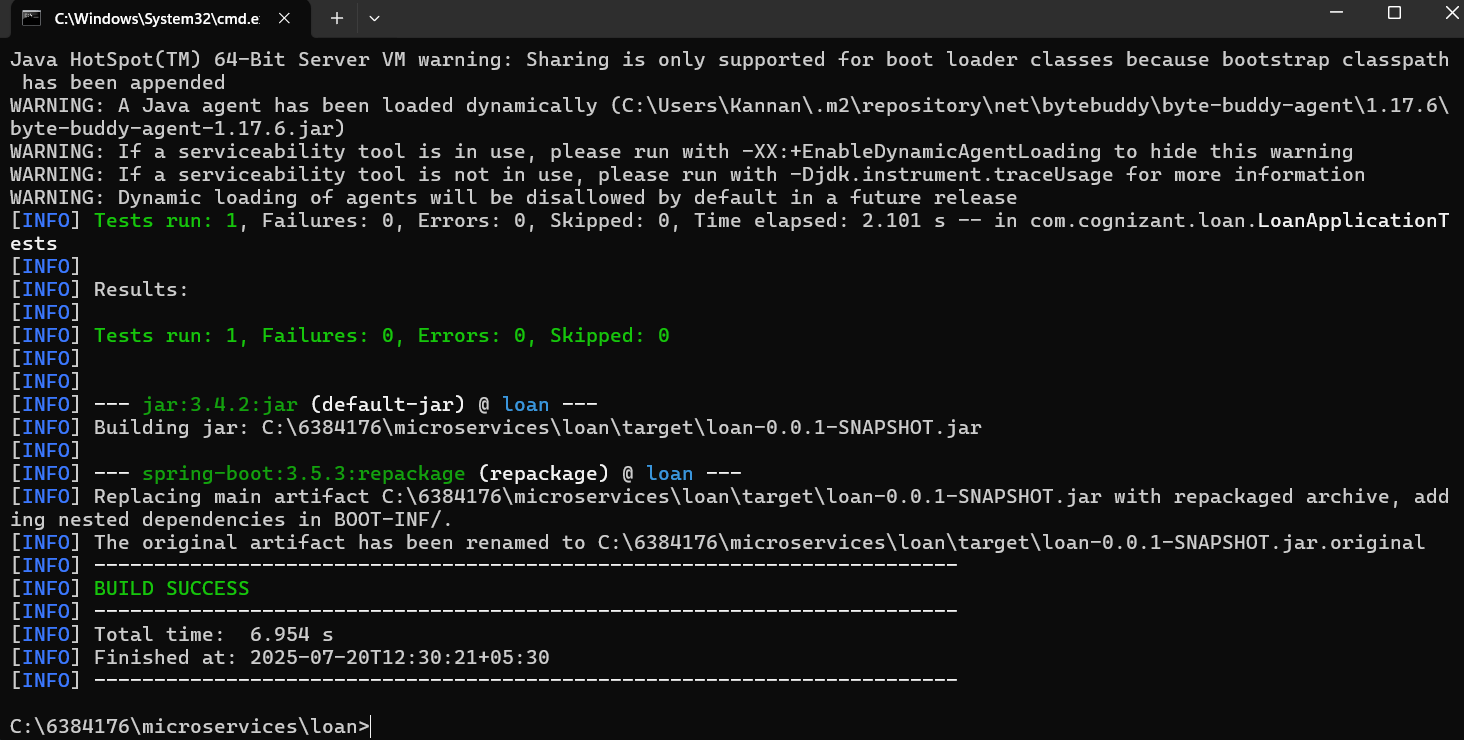 C:\Windows\System32\cmd.e
Java HotSpot(TM) 64-Bit Server VM warning: Sharing is only supported for boot loader classes because bootstrap classpath
 has been appended
WARNING: A Java agent has been loaded dynamically (C:\Users\Kannan\.m2\repository\net\bytebuddy\byte-buddy-agent\1.17.6\
byte-buddy-agent-1.17.6.jar)
WARNING: If a serviceability tool is in use, please run with -XX:+EnableDynamicAgentLoading to hide this warning
WARNING: If a serviceability tool is not in use, please run with -Djdk.instrument.traceUsage for more information
WARNING: Dynamic loading of agents will be disallowed by default in a future release
[INFO] Tests run: 1, Failures: 0, Errors: 0, Skipped: 0, Time elapsed: 2.101 s -- in com.cognizant.loan.LoanApplicationT
ests
[INFO]
[INFO] Results:
[INFO]
[INFO] Tests run: 1, Failures: 0, Errors: 0, Skipped: 0
[INFO]
[INFO]
[INFO] --- jar:3.4.2:jar (default-jar) @ loan ---
[INFO] Building jar: C:\6384176\microservices\loan\target\loan-0.0.1-SNAPSHOT.jar
[INFO]
[INFO] --- spring-boot:3.5.3:repackage (repackage) @ loan ---
[INFO] Replacing main artifact C:\6384176\microservices\loan\target\loan-0.0.1-SNAPSHOT.jar with repackaged archive, add
ing nested dependencies in BOOT-INF/.
[INFO] The original artifact has been renamed to C:\6384176\microservices\loan\target\loan-0.0.1-SNAPSHOT.jar.original
[INFO] ------------------------------------------------------------------------
[INFO] BUILD SUCCESS
[INFO] ------------------------------------------------------------------------
[INFO] Total time:  6.954 s
[INFO] Finished at: 2025-07-20T12:30:21+05:30
[INFO] ------------------------------------------------------------------------
C:\6384176\microservices\loan>